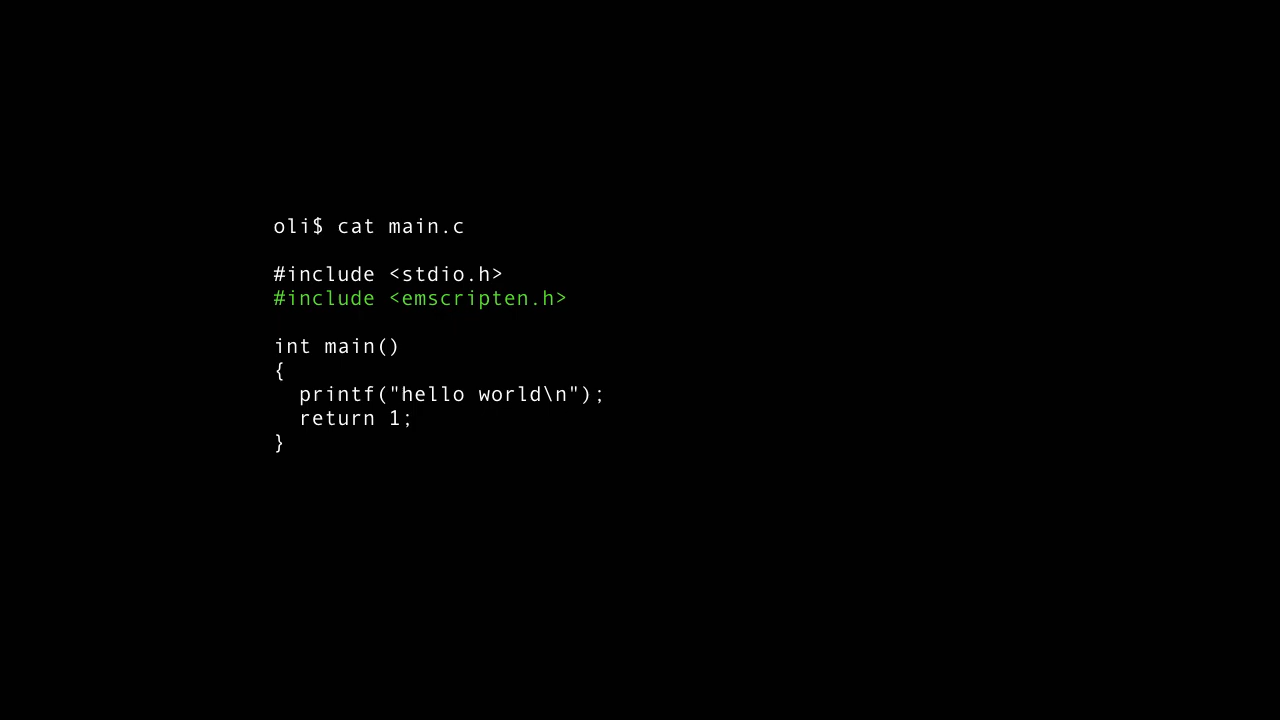 oli$ cat main.c
#include <stdio.h>
#include <emscripten.h>
int main()
{
  printf("hello world\n");
  return 1;
}